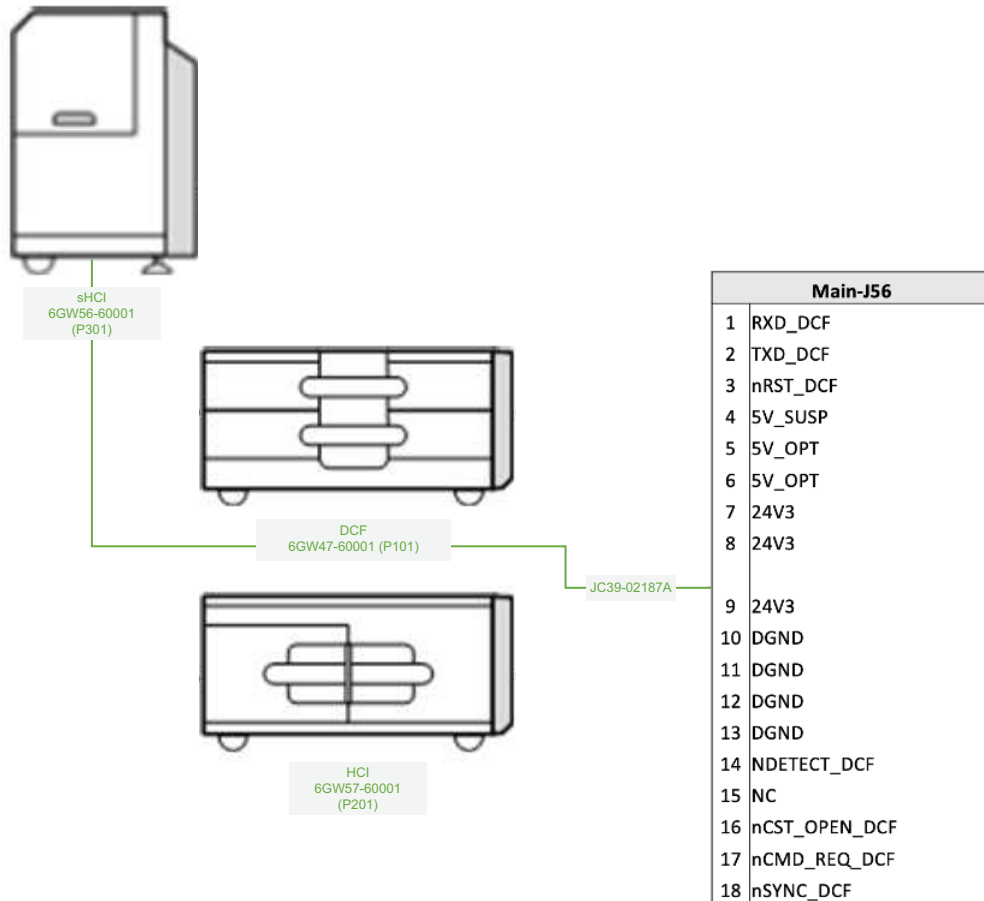 sHCI
6GW56-60001
(P301)
DCF
6GW47-60001 (P101)
JC39-02187A
HCI
6GW57-60001
(P201)
Main-J56
1 RXD_DCF
2 TXD_DCF
3 nRST_DCF
4 5V_SUSP
5 5V_OPT
6 5V_OPT
7 24V3
8 24V3
9 24V3
10 DGND
11 DGND
12 DGND
13 DGND
14 NDETECT_DCF
15 NC
16 nCST_OPEN_DCF
17 nCMD_REQ_DCF
18 nSYNC_DCF